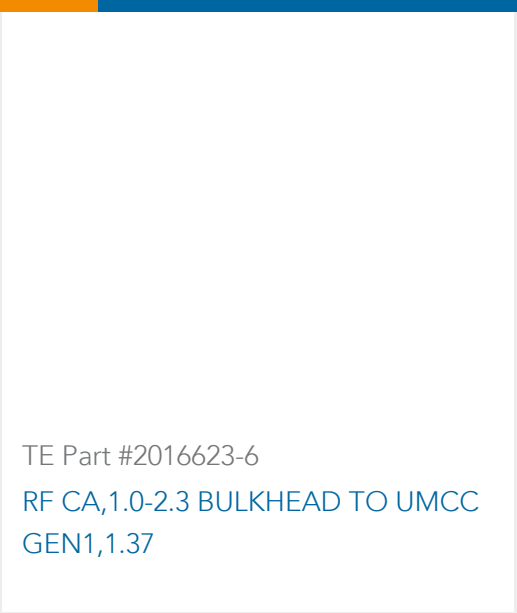 TE Part #2016623-6
RF CA,1.0-2.3 BULKHEAD TO UMCC
GEN1,1.37